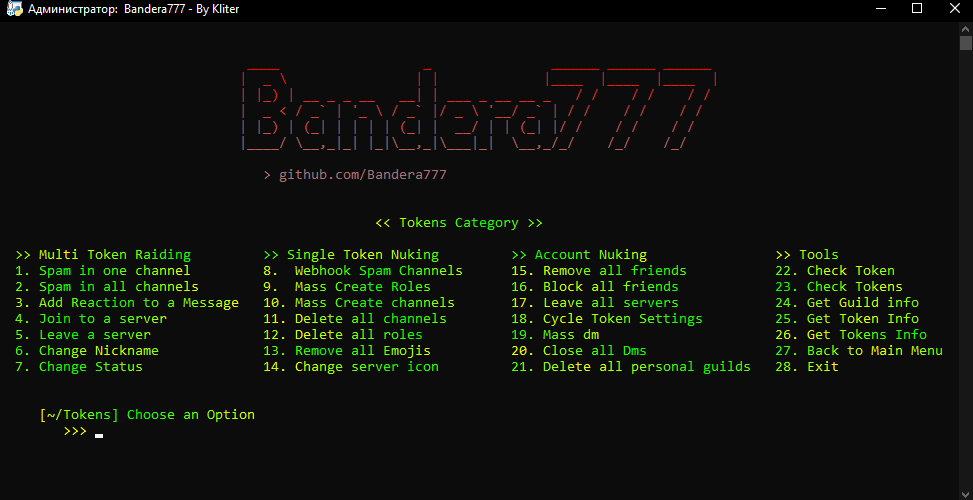 Администратор: Bandera777 - By Kliter
Bandera777
> github.com/Bandera777
<< Tokens Category >>
>> Multi Token Raiding >> Single Token Nuking >> Account Nuking >> Tools
1. Spam in one channel 8. Webhook Spam Channels 15. Remove all friends 22. Check Token
2. Spam in all channels 9. Mass Create Roles 16. Block all friends 23. Check Tokens
3. Add Reaction to a Message 10. Mass Create channels 17. Leave all servers 24. Get Guild info
4. Join to a server 11. Delete all channels 18. Cycle Token Settings 25. Get Token Info
5. Leave a server 12. Delete all roles 19. Mass dm 26. Get Tokens Info
6. Change Nickname 13. Remove all Emojis 20. Close all Dms 27. Back to Main Menu
7. Change Status 14. Change server icon 21. Delete all personal guilds 28. Exit
[~/Tokens] Choose an Option
>>>